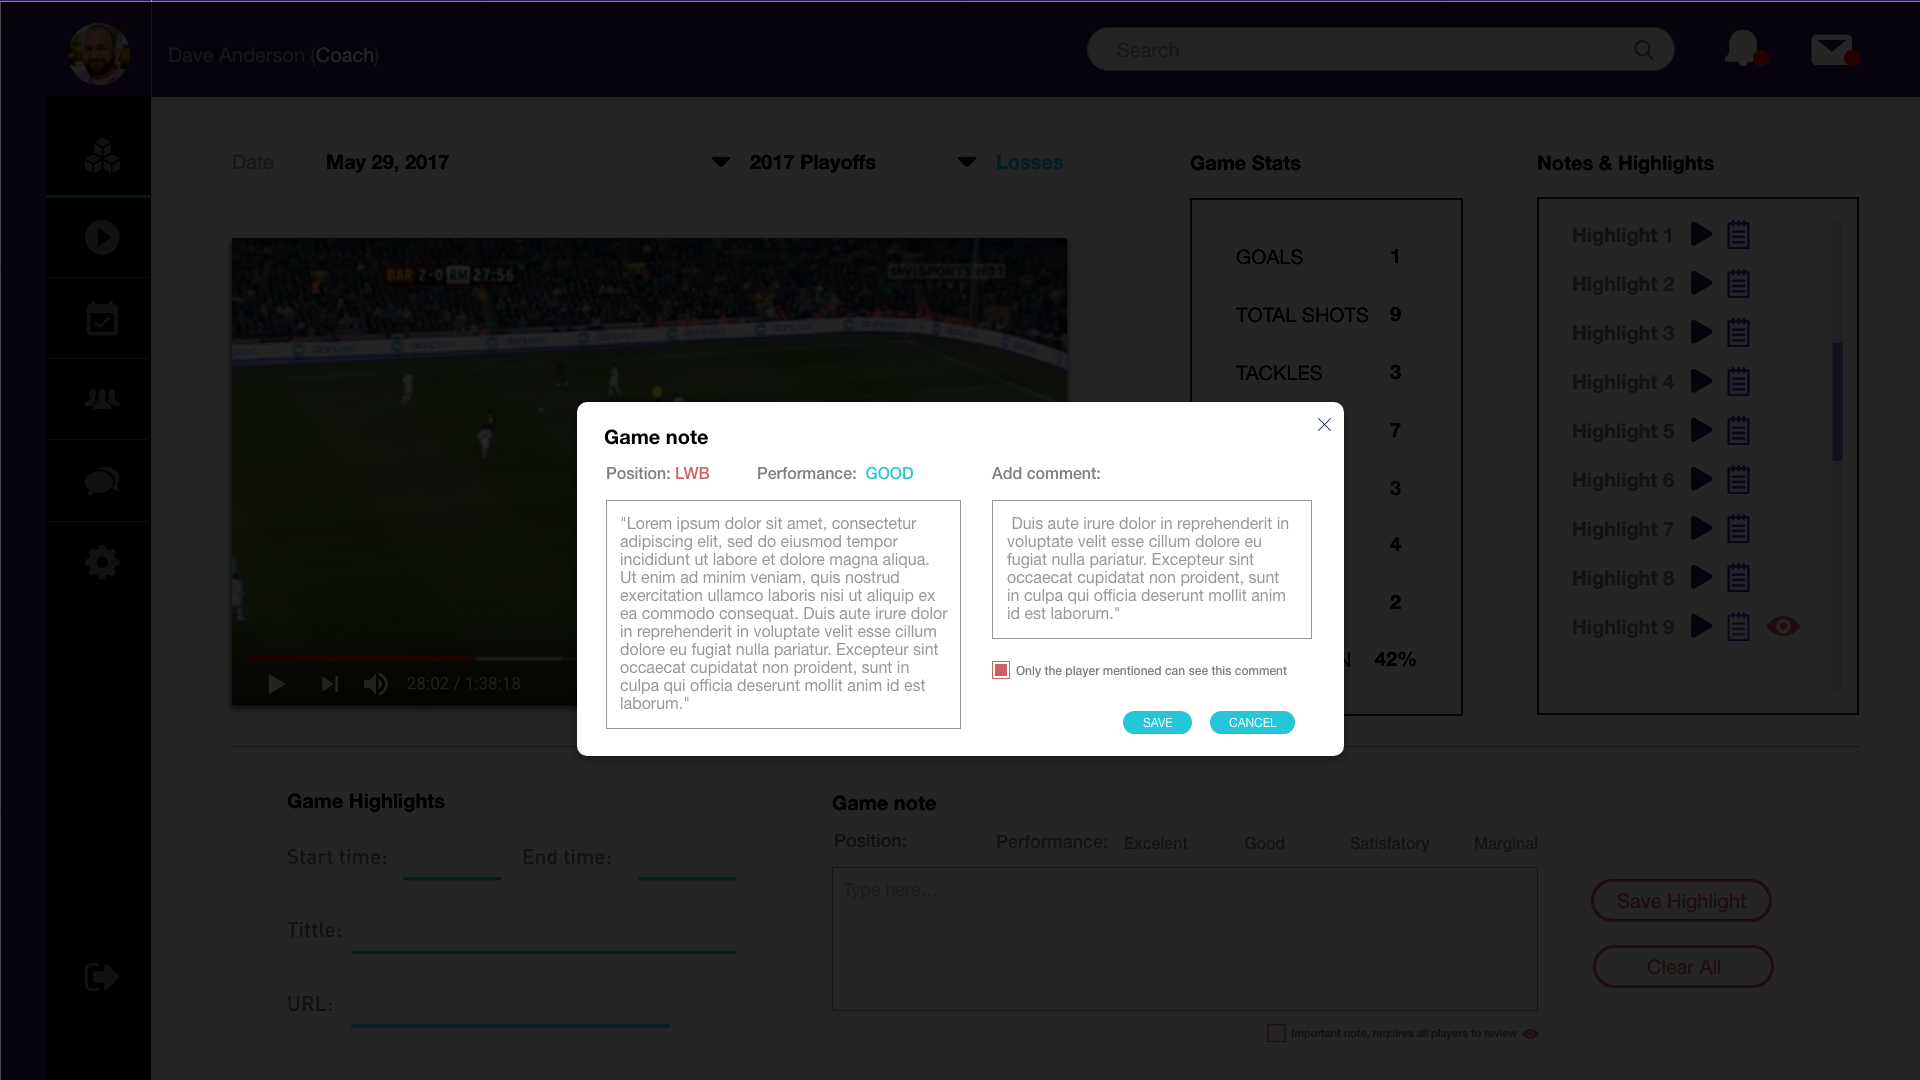 Dave Anderson (Coach)
Search
Date
May 29, 2017
2017 Playoffs
Losses
Game Stats
Notes & Highlights
BAR 2-0 RM 27:56
sky SPORTS HD1
GOALS 1
TOTAL SHOTS 9
TACKLES 3
7
3
4
2
N 42%
Highlight 1
Highlight 2
Highlight 3
Highlight 4
Highlight 5
Highlight 6
Highlight 7
Highlight 8
Highlight 9
28:02 / 1:38:18
Game note
Position: LWB
Performance: GOOD
"Lorem ipsum dolor sit amet, consectetur
adipiscing elit, sed do eiusmod tempor
incididunt ut labore et dolore magna aliqua.
Ut enim ad minim veniam, quis nostrud
exercitation ullamco laboris nisi ut aliquip ex
ea commodo consequat. Duis aute irure dolor
in reprehenderit in voluptate velit esse cillum
dolore eu fugiat nulla pariatur. Excepteur sint
occaecat cupidatat non proident, sunt in
culpa qui officia deserunt mollit anim id est
laborum."
Add comment:
Duis aute irure dolor in reprehenderit in
voluptate velit esse cillum dolore eu
fugiat nulla pariatur. Excepteur sint
occaecat cupidatat non proident, sunt
in culpa qui officia deserunt mollit anim
id est laborum."
Only the player mentioned can see this comment
SAVE
CANCEL
Game Highlights
Start time:
End time:
Tittle:
URL:
Game note
Position:
Performance:
Excelent
Good
Satisfatory
Marginal
Type here...
Important note, requires all players to review
Save Highlight
Clear All